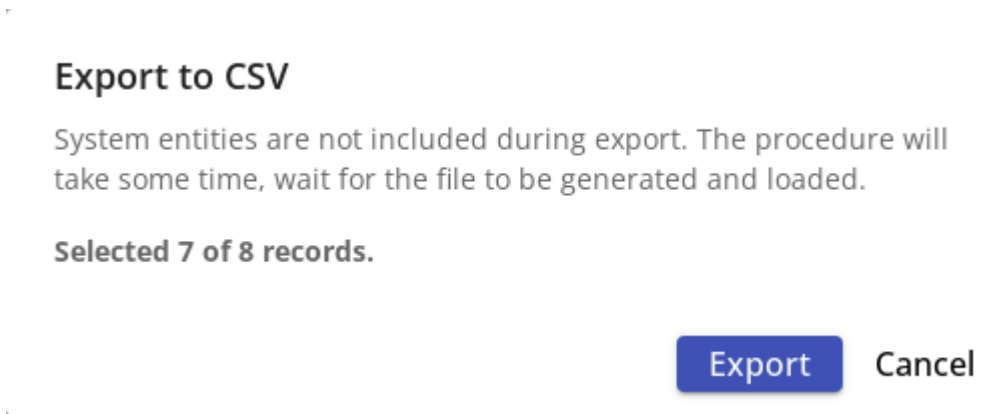 Export to CSV
System entities are not included during export. The procedure will
take some time, wait for the file to be generated and loaded.
Selected 7 of 8 records.
Export Cancel